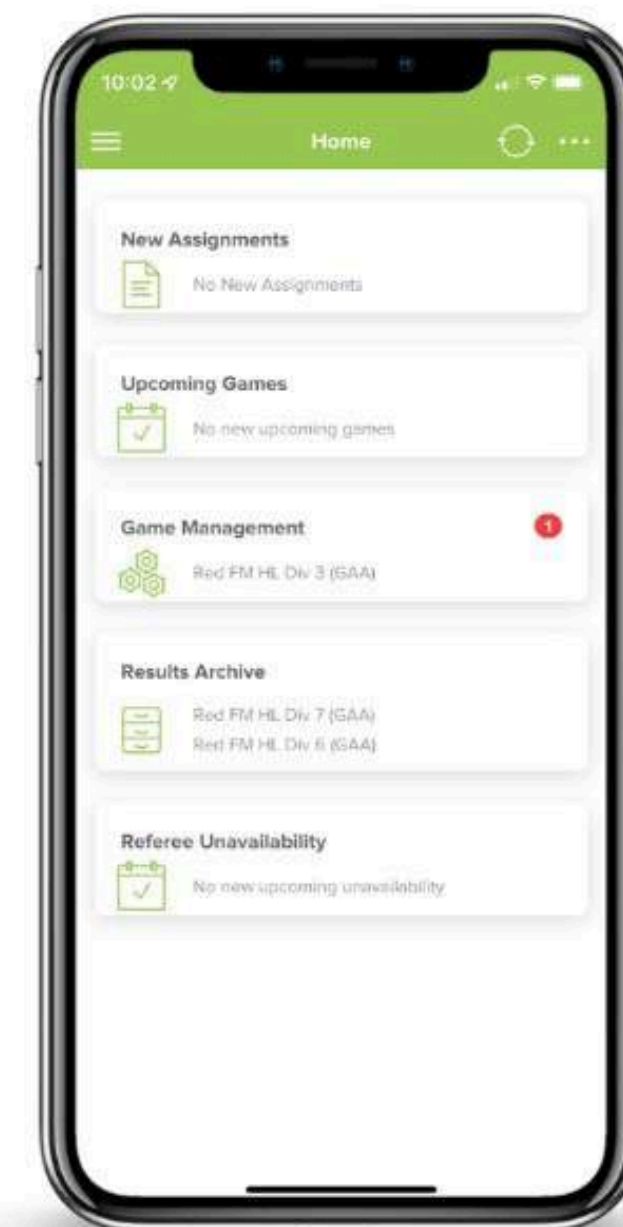 10:02
Home
New Assignments
No New Assignments
Upcoming Games
No new upcoming games
Game Management
1
Red FM HL Div 3 (GAA)
Results Archive
Red FM HL Div 7 (GAA)
Red FM HL Div 6 (GAA)
Referee Unavailability
No new upcoming unavailability